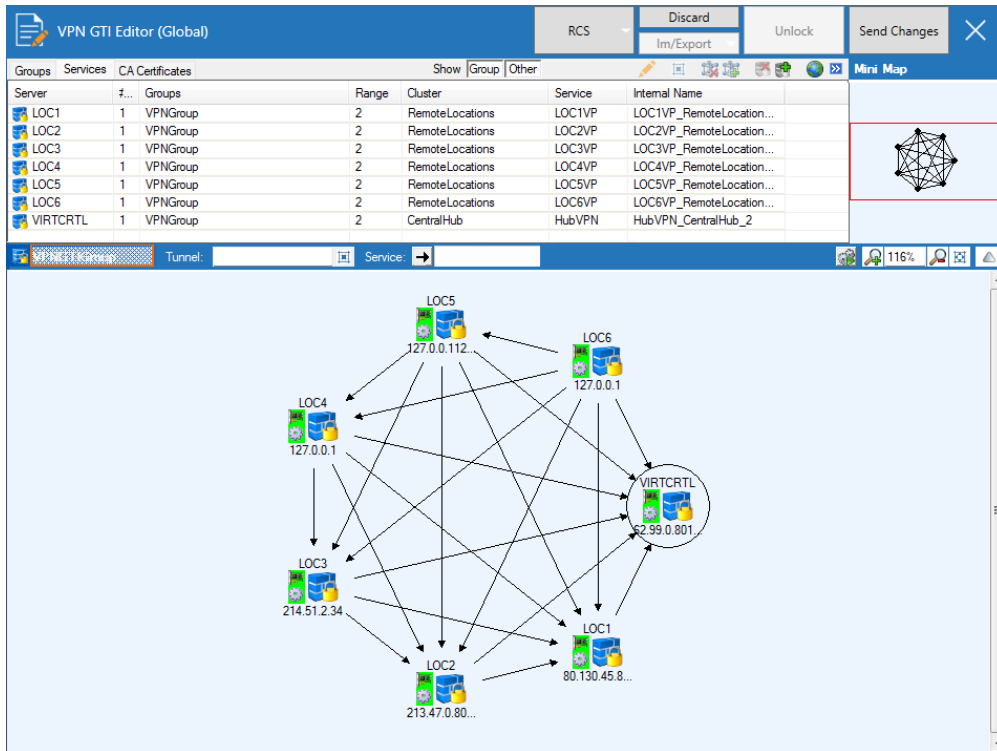 VPN GTI Editor (Global)
RCS
Discard
Im/Export
Unlock
Send Changes
Groups Services CA Certificates
Show Group Other
Mini Map
Server #... Groups Range Cluster Service Internal Name
LOC1 1 VPNGroup 2 RemoteLocations LOC1VP LOC1VP_RemoteLocation...
LOC2 1 VPNGroup 2 RemoteLocations LOC2VP LOC2VP_RemoteLocation...
LOC3 1 VPNGroup 2 RemoteLocations LOC3VP LOC3VP_RemoteLocation...
LOC4 1 VPNGroup 2 RemoteLocations LOC4VP LOC4VP_RemoteLocation...
LOC5 1 VPNGroup 2 RemoteLocations LOC5VP LOC5VP_RemoteLocation...
LOC6 1 VPNGroup 2 RemoteLocations LOC6VP LOC6VP_RemoteLocation...
VIRTCRTL 1 VPNGroup 2 CentralHub HubVPN HubVPN_CentralHub_2
Tunnel: Service: 116%
LOC5
127.0.0.112...
LOC6
127.0.0.1
LOC4
127.0.0.1
VIRTCRTL
62.99.0.801...
LOC3
214.51.2.34
LOC1
80.130.45.8...
LOC2
213.47.0.80...